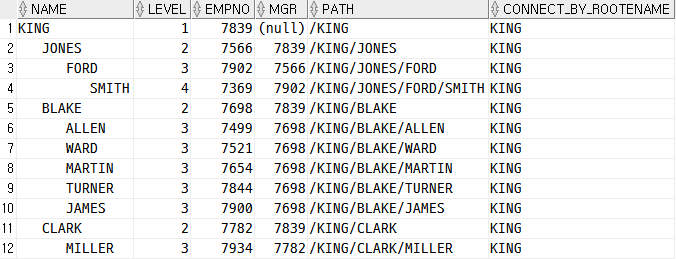 NAME LEVEL EMPNO MGR PATH CONNECT_BY_ROOTENAME
1 KING 1 7839 (null) /KING KING
2 JONES 2 7566 7839 /KING/JONES KING
3 FORD 3 7902 7566 /KING/JONES/FORD KING
4 SMITH 4 7369 7902 /KING/JONES/FORD/SMITH KING
5 BLAKE 2 7698 7839 /KING/BLAKE KING
6 ALLEN 3 7499 7698 /KING/BLAKE/ALLEN KING
7 WARD 3 7521 7698 /KING/BLAKE/WARD KING
8 MARTIN 3 7654 7698 /KING/BLAKE/MARTIN KING
9 TURNER 3 7844 7698 /KING/BLAKE/TURNER KING
10 JAMES 3 7900 7698 /KING/BLAKE/JAMES KING
11 CLARK 2 7782 7839 /KING/CLARK KING
12 MILLER 3 7934 7782 /KING/CLARK/MILLER KING